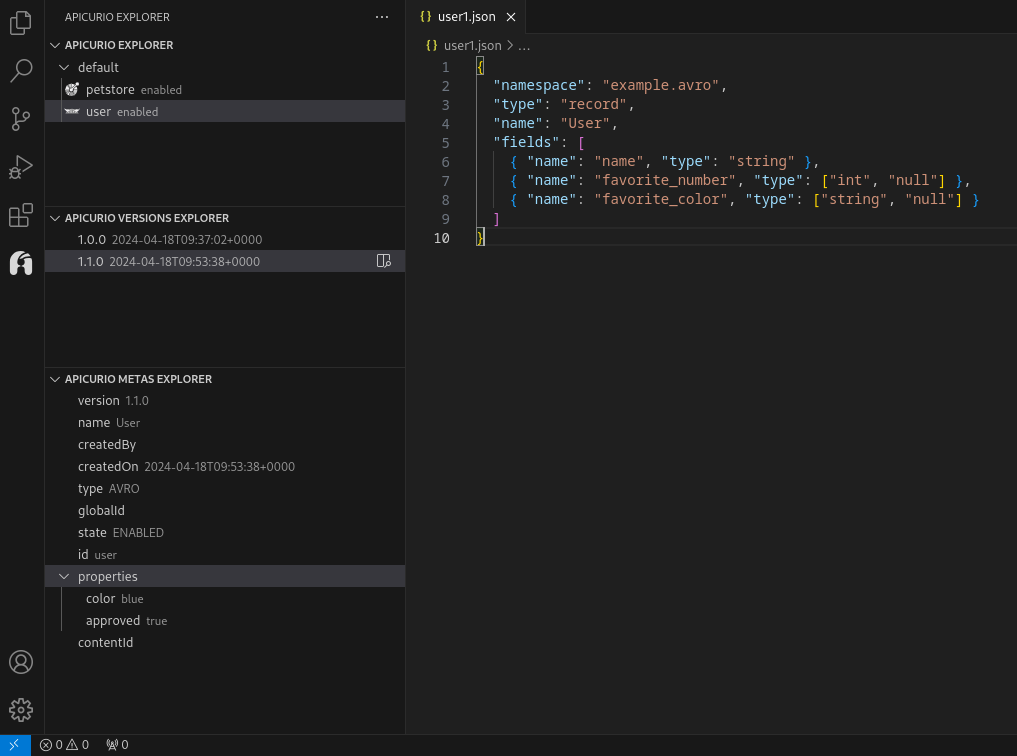 APICURIO EXPLORER
APICURIO EXPLORER
default
petstore enabled
user enabled
APICURIO VERSIONS EXPLORER
1.0.0 2024-04-18T09:37:02+0000
1.1.0 2024-04-18T09:53:38+0000
APICURIO METAS EXPLORER
version 1.1.0
name User
createdBy
createdOn 2024-04-18T09:53:38+0000
type AVRO
globalId
state ENABLED
id user
properties
color blue
approved true
contentId
{} user1.json
{} user1.json > ...
1 {
2 "namespace": "example.avro",
3 "type": "record",
4 "name": "User",
5 "fields": [
6 { "name": "name", "type": "string" },
7 { "name": "favorite_number", "type": ["int", "null"] },
8 { "name": "favorite_color", "type": ["string", "null"] }
9 ]
10 }
0 0 0